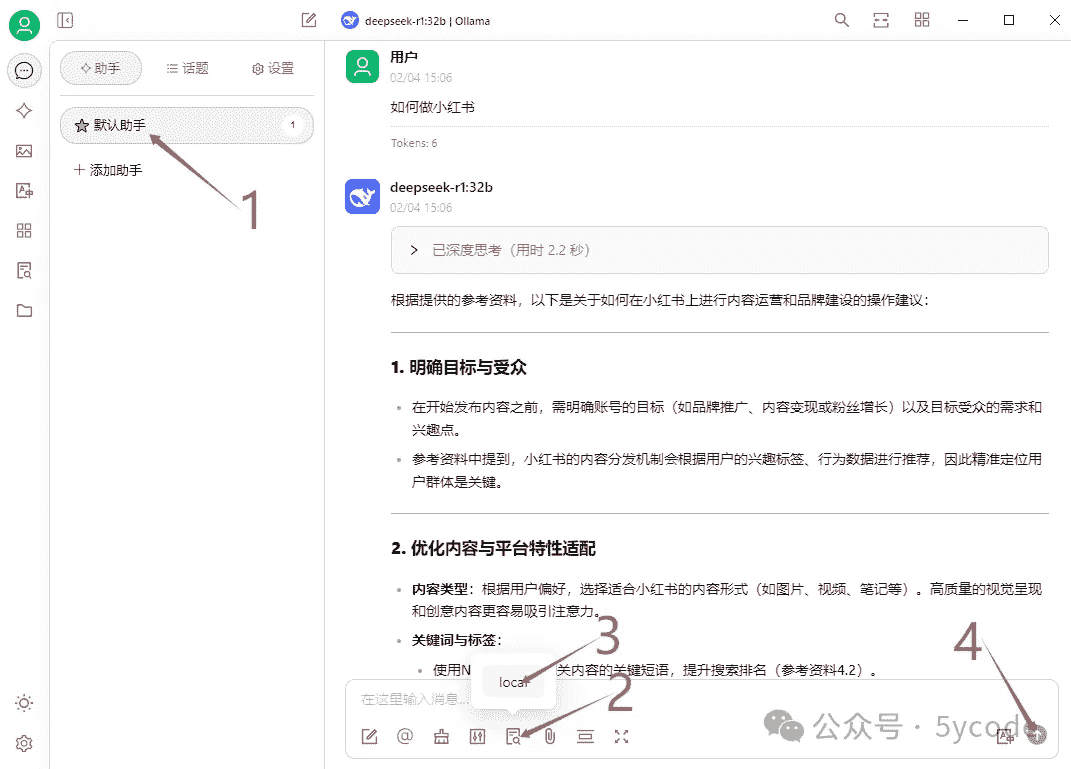 deepseek-r1:32b | Ollama
助手
话题
设置
默认助手
1
添加助手
1
用户
02/04 15:06
如何做小红书
Tokens: 6
deepseek-r1:32b
02/04 15:06
已深度思考（用时 2.2 秒）
根据提供的参考资料，以下是关于如何在小红书上进行内容运营和品牌建设的操作建议：
1. 明确目标与受众
在开始发布内容之前，需明确账号的目标（如品牌推广、内容变现或粉丝增长）以及目标受众的需求和
兴趣点。
参考资料中提到，小红书的内容分发机制会根据用户的兴趣标签、行为数据进行推荐，因此精准定位用
户群体是关键。
2. 优化内容与平台特性适配
内容类型：根据用户偏好，选择适合小红书的内容形式（如图片、视频、笔记等）。高质量的视觉呈现
和创意内容更容易吸引注意力。
关键词与标签：
使用N 关内容的关键短语，提升搜索排名（参考资料4.2）。
3
4
local
2
在这里输入消息...
公众号 · 5ycode